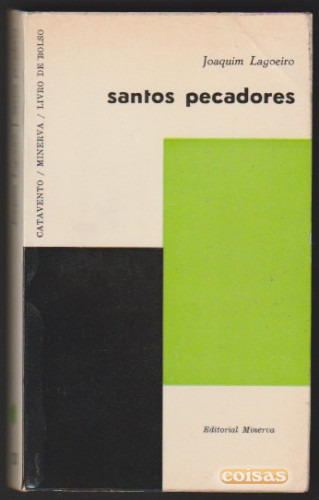 Joaquim Lagoeiro
santos pecadores
CATAVENTO / MINERVA / LIVRO DE BOLSO
Editorial Minerva
coisas